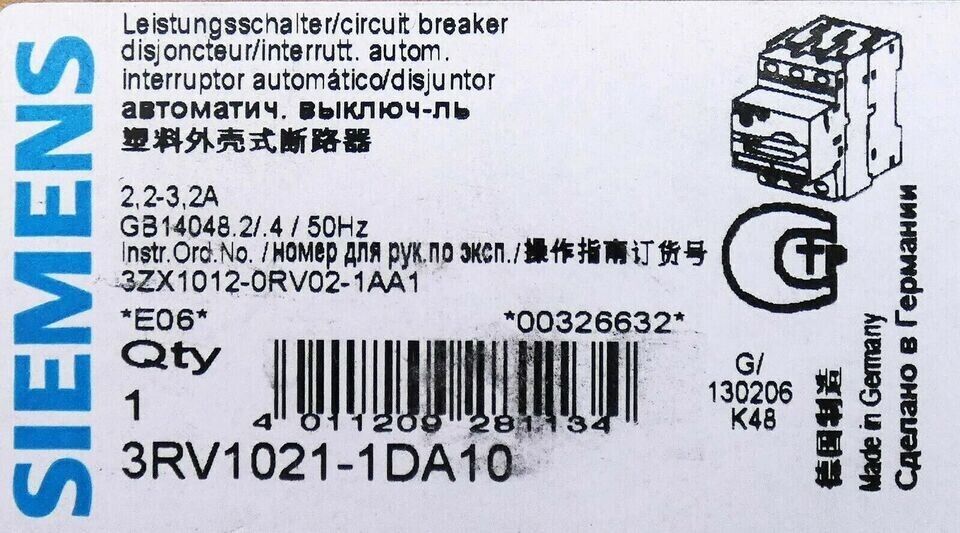 SIEMENS
Leistungsschalter/circuit breaker
disjoncteur/interrutt. autom.
interruptor automático/disjuntor
автоматич. выключ-ль
塑料外壳式断路器
2,2-3,2A
GB14048.2/.4 / 50Hz
Instr.Ord.No. /номер для рук.по эксп./操作指南订货号
3ZX1012-0RV02-1AA1
*E06* *00326632*
Qty
1
4 011209 281134
3RV1021-1DA10
G/
130206
K48
德国制造
Made in Germany
Сделано в Германии